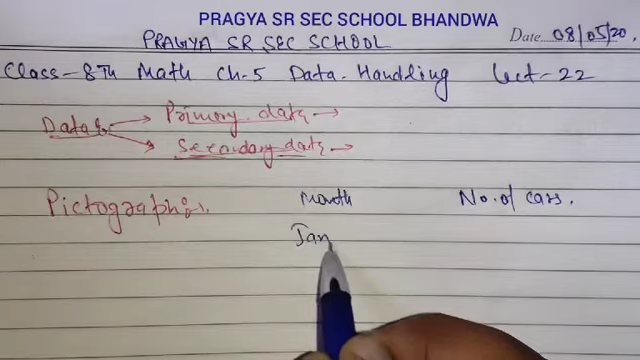 PRAGYA SR SEC SCHOOL BHANDWA
PRAGYA SR SEC SCHOOL Date 08/05/20.
Class-8Th Math Ch-5 Data Handling Lect-22
Data Primary data →
Secondary data →
Pictograph Month No. of cars.
Jan